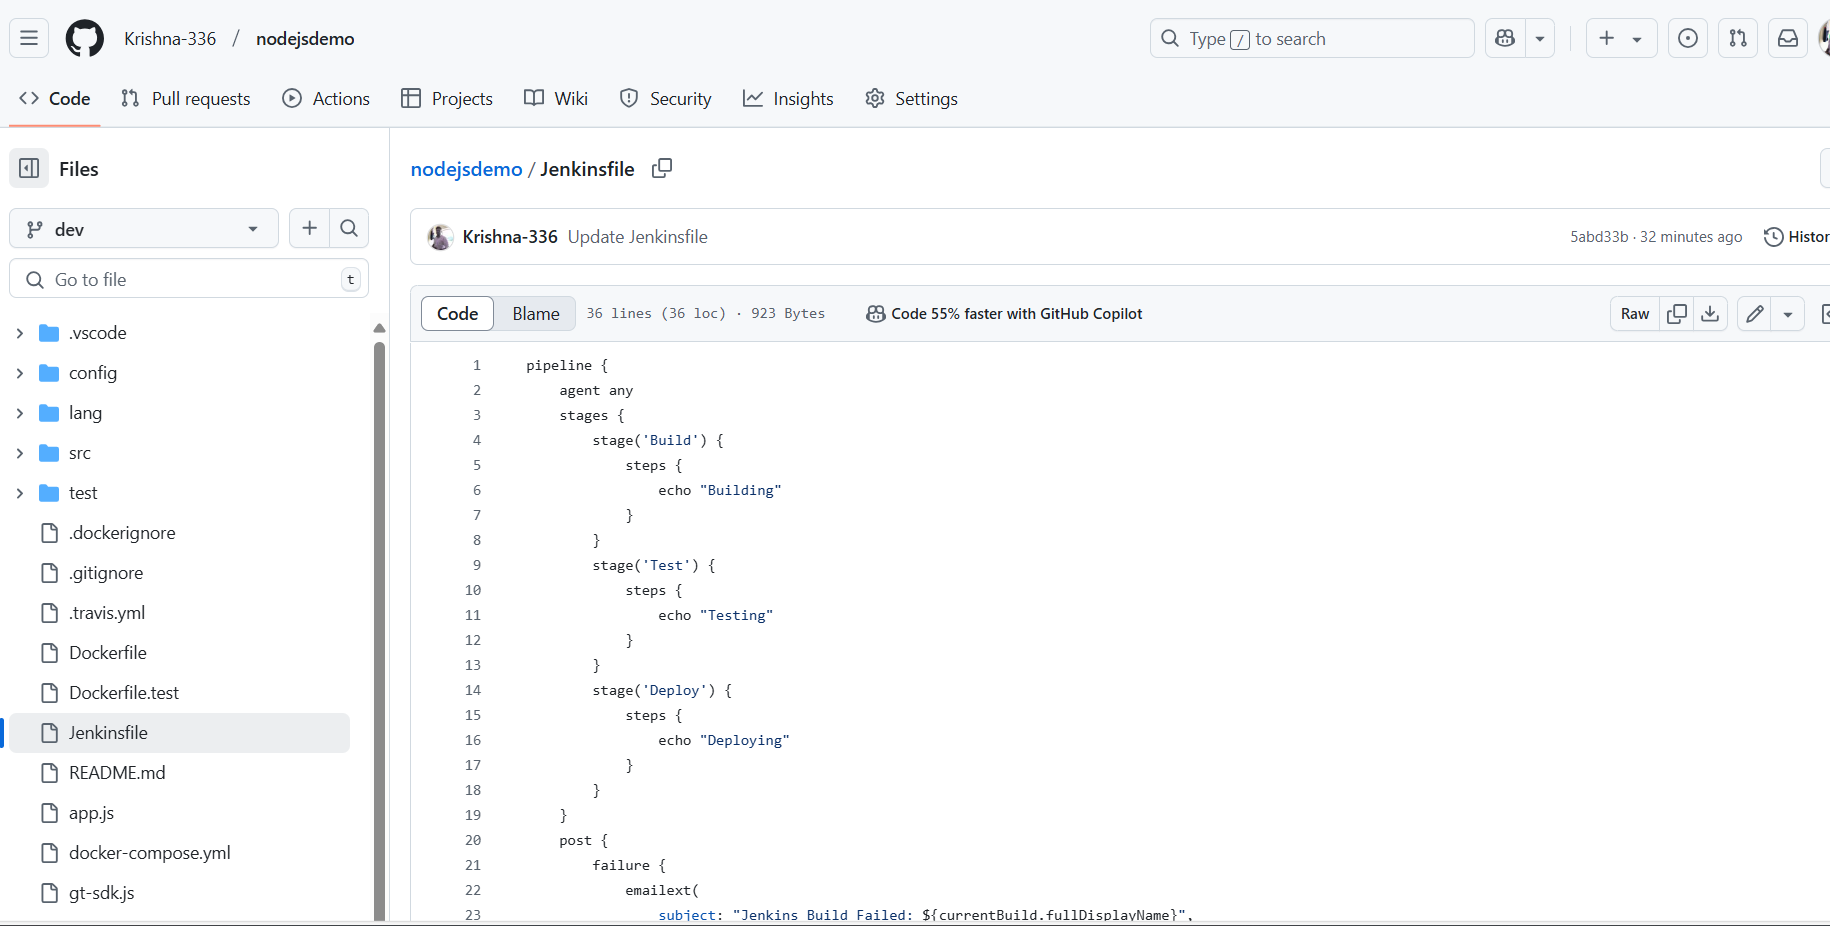 Krishna-336 / nodejsdemo
Type / to search
Code
Pull requests
Actions
Projects
Wiki
Security
Insights
Settings
Files
dev
Go to file
t
.vscode
config
lang
src
test
.dockerignore
.gitignore
.travis.yml
Dockerfile
Dockerfile.test
Jenkinsfile
README.md
app.js
docker-compose.yml
gt-sdk.js
nodejsdemo / Jenkinsfile
Krishna-336 Update Jenkinsfile
5abd33b · 32 minutes ago
Histor
Code
Blame
36 lines (36 loc) · 923 Bytes
Code 55% faster with GitHub Copilot
Raw
1 pipeline {
2 agent any
3 stages {
4 stage('Build') {
5 steps {
6 echo "Building"
7 }
8 }
9 stage('Test') {
10 steps {
11 echo "Testing"
12 }
13 }
14 stage('Deploy') {
15 steps {
16 echo "Deploying"
17 }
18 }
19 }
20 post {
21 failure {
22 emailext(
23 subject: "Jenkins Build Failed: ${currentBuild.fullDisplayName}",